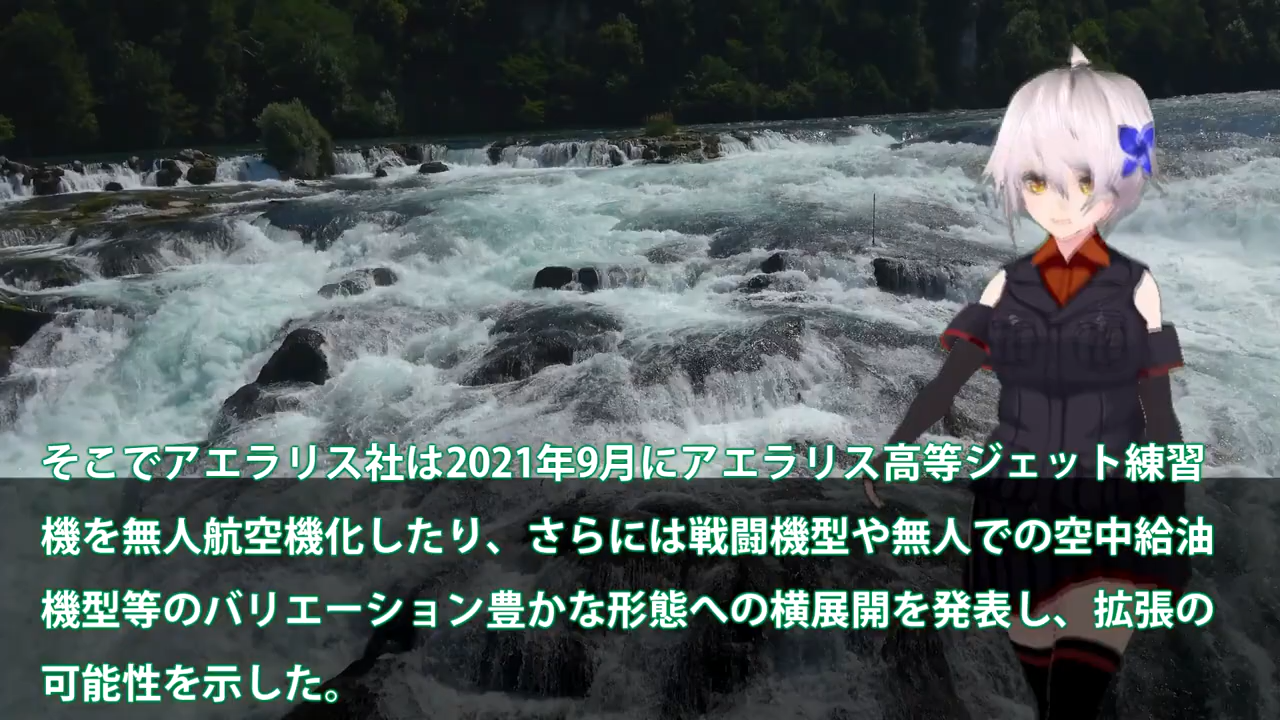 そこでアエラリス社は2021年9月にアエラリス高等ジェット練習
機を無人航空機化したり、さらには戦闘機型や無人での空中給油
機型等のバリエーション豊かな形態への横展開を発表し、拡張の
可能性を示した。